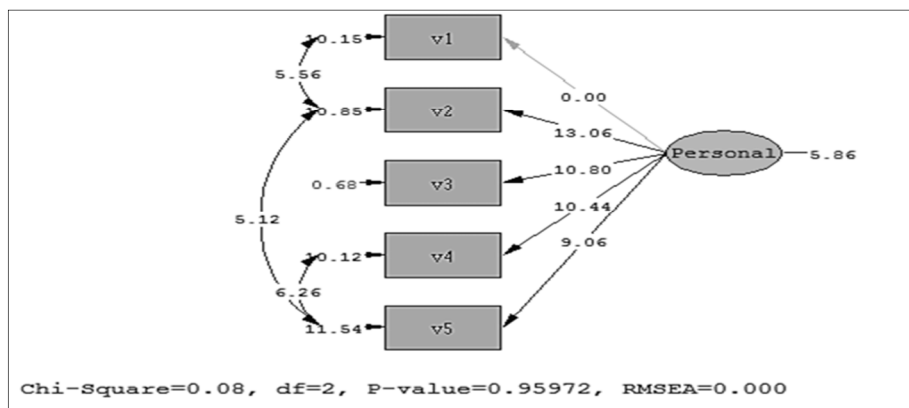 10.15 v1
5.56
0.00
10.85 v2
13.06
Personal 5.86
10.80
0.68 v3
10.44
5.12
9.06
10.12 v4
6.26
11.54 v5
Chi-Square=0.08, df=2, P-value=0.95972, RMSEA=0.000